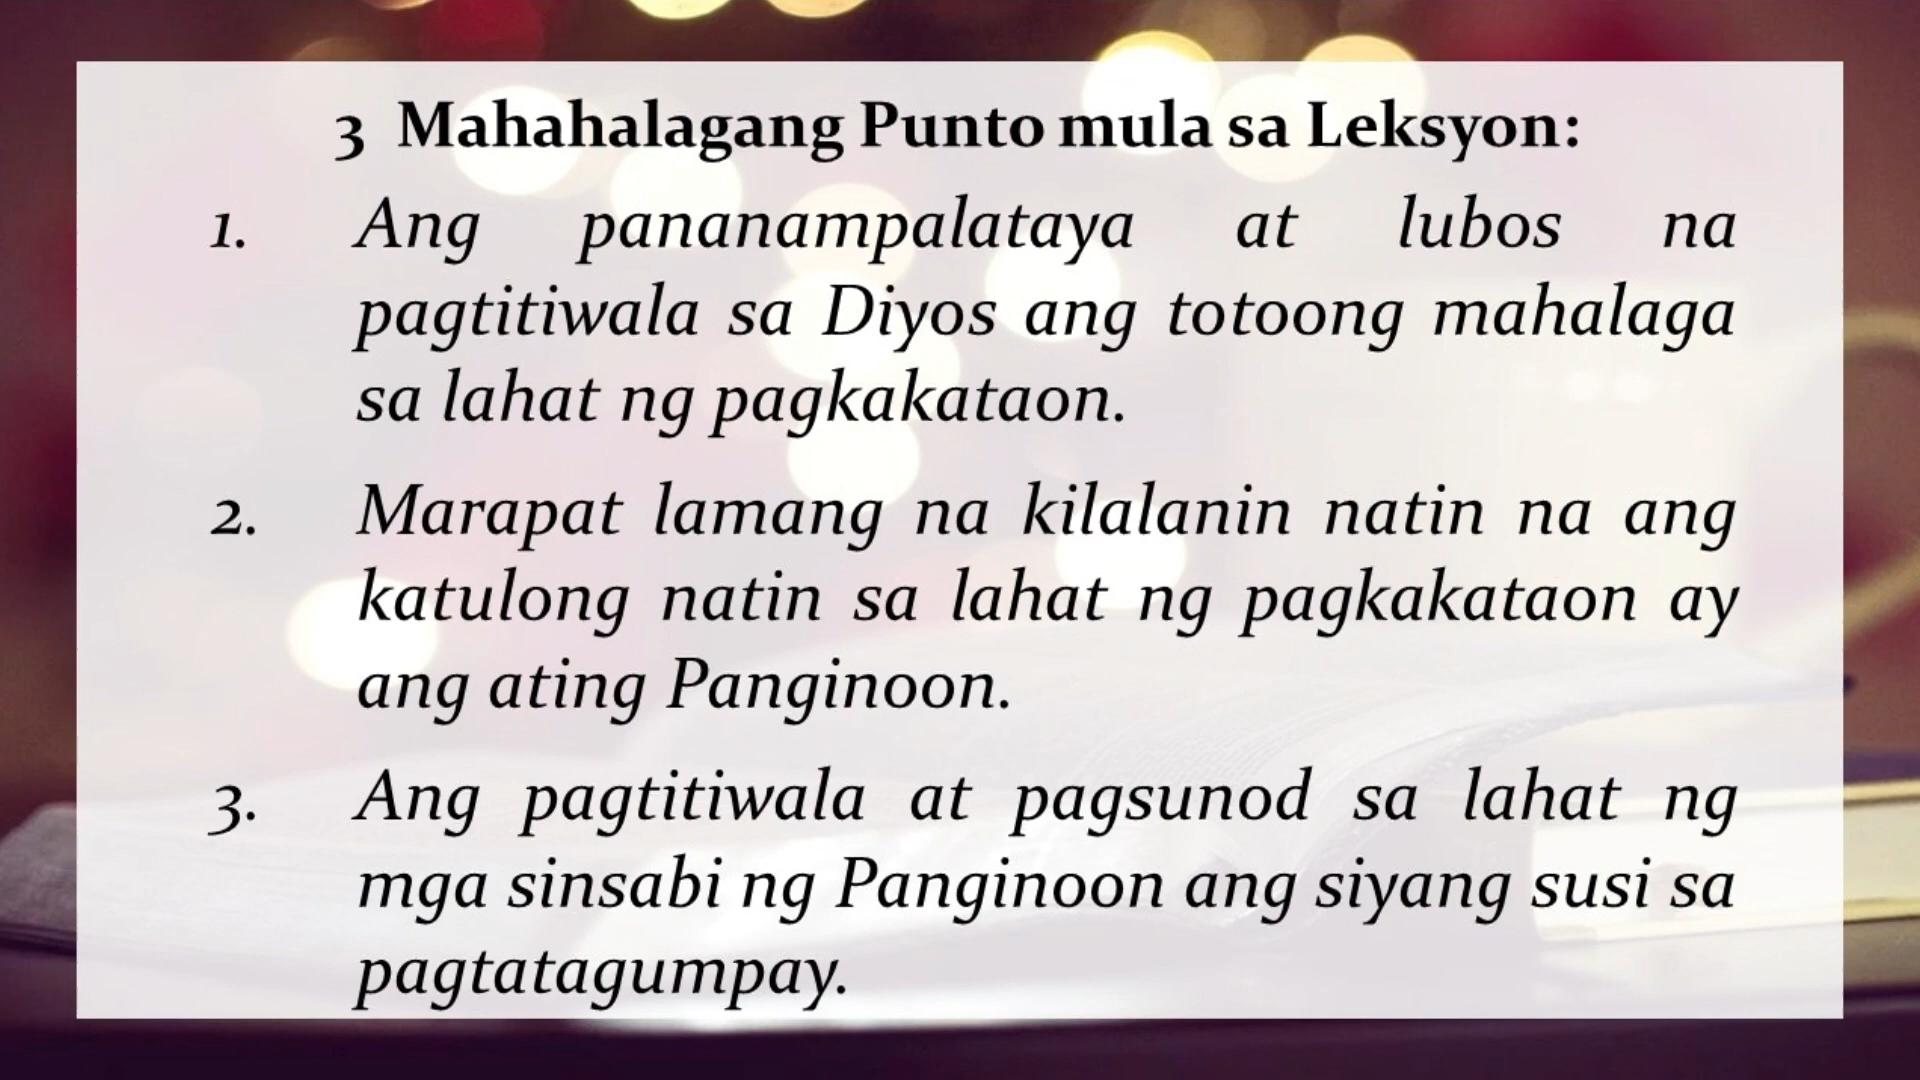 3 Mahahalagang Punto mula sa Leksyon:
1. Ang pananampalataya at lubos na
pagtitiwala sa Diyos ang totoong mahalaga
sa lahat ng pagkakataon.
2. Marapat lamang na kilalanin natin na ang
katulong natin sa lahat ng pagkakataon ay
ang ating Panginoon.
3. Ang pagtitiwala at pagsunod sa lahat ng
mga sinsabi ng Panginoon ang siyang susi sa
pagtatagumpay.